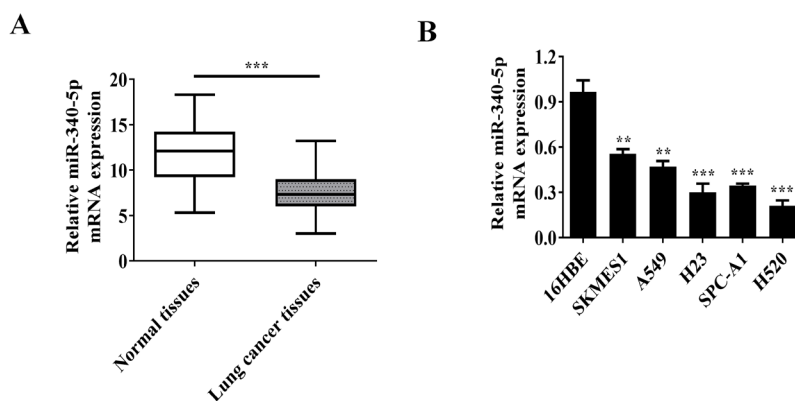 A
Relative miR-340-5p
mRNA expression
20
15
10
5
0
***
Normal tissues
Lung cancer tissues
B
Relative miR-340-5p
mRNA expression
1.2
0.9
0.6
0.3
0.0
**
**
***
***
***
16HBE
SKMES1
A549
H23
SPC-A1
H520